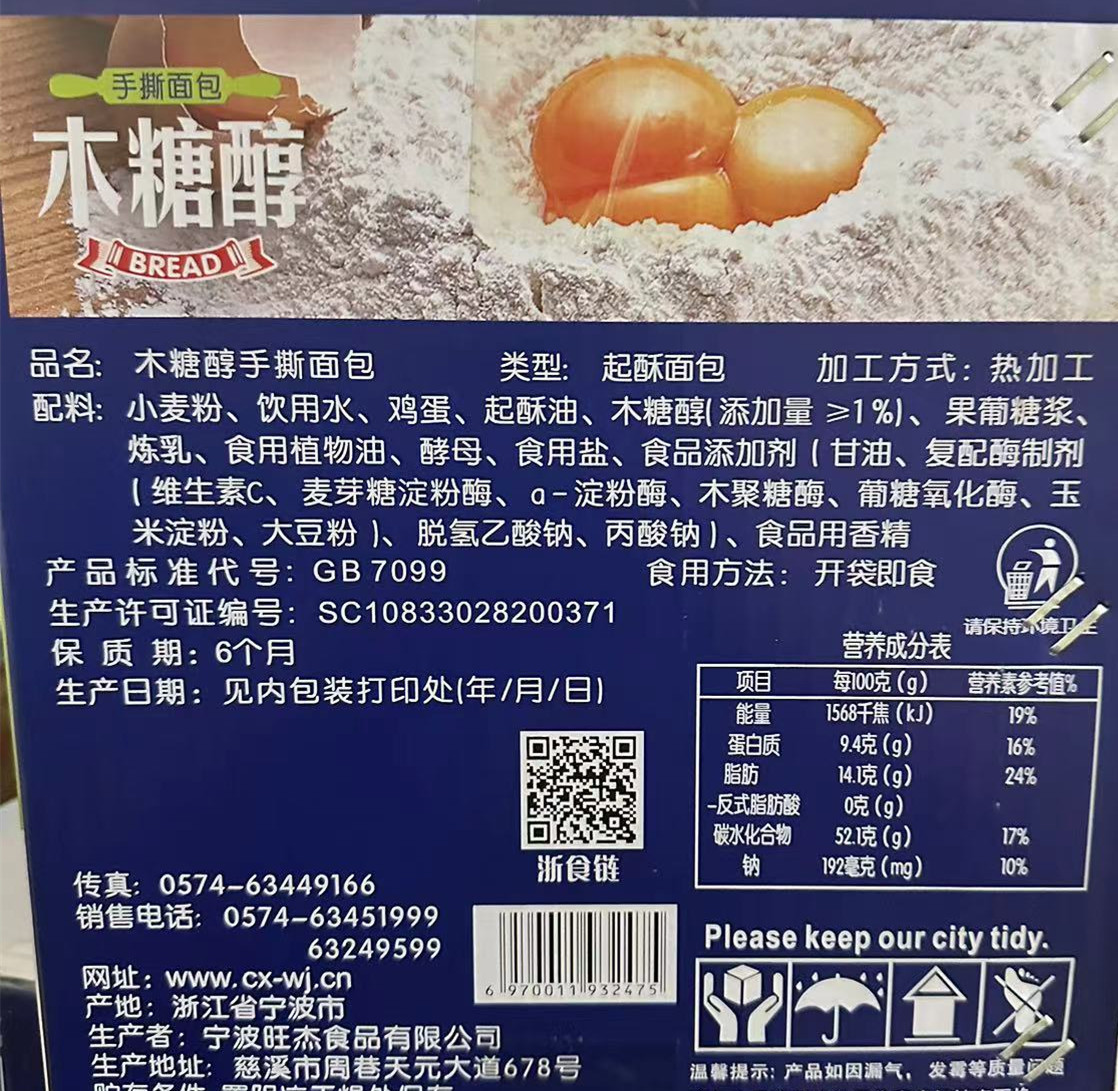 手撕面包
木糖醇
BREAD
品名: 木糖醇手撕面包 类型: 起酥面包 加工方式: 热加工
配料: 小麦粉、饮用水、鸡蛋、起酥油、木糖醇(添加量 ≥1%)、果葡糖浆、
炼乳、食用植物油、酵母、食用盐、食品添加剂 ( 甘油、复配酶制剂
( 维生素C、麦芽糖淀粉酶、α-淀粉酶、木聚糖酶、葡糖氧化酶、玉
米淀粉、大豆粉 )、脱氢乙酸钠、丙酸钠 )、食品用香精
产品标准代号: GB 7099 食用方法: 开袋即食
生产许可证编号: SC10833028200371
请保持环境卫生
保 质 期: 6个月
生产日期: 见内包装打印处(年/月/日)
营养成分表
项目 每100克(g) 营养素参考值%
能量 1568千焦(kJ) 19%
蛋白质 9.4克(g) 16%
脂肪 14.1克(g) 24%
-反式脂肪酸 0克(g)
碳水化合物 52.1克(g) 17%
钠 192毫克(mg) 10%
浙食链
传真: 0574-63449166
销售电话: 0574-63451999
63249599
网址: www.cx-wj.cn
产地: 浙江省宁波市
生产者: 宁波旺杰食品有限公司
生产地址: 慈溪市周巷天元大道678号
6 970011 932475
Please keep our city tidy.
温馨提示: 产品如因漏气，发霉等质量问题